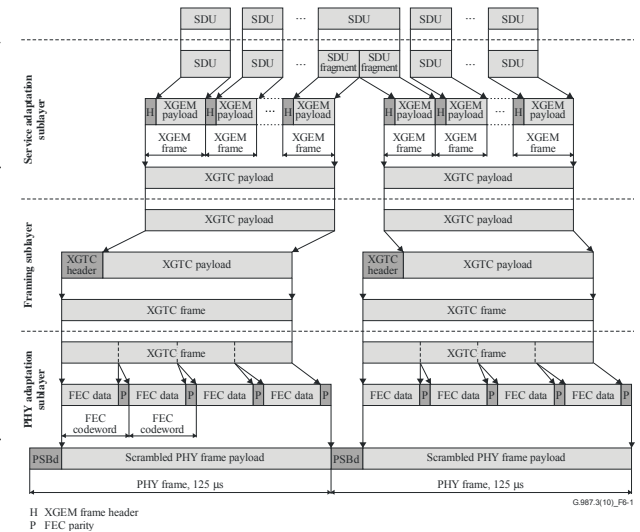 SDU SDU ... SDU SDU ... SDU
SDU SDU ... SDU fragment SDU fragment SDU ... SDU
H XGEM payload H XGEM payload ... H XGEM payload H XGEM payload H XGEM payload ... H XGEM payload
XGEM frame XGEM frame XGEM frame XGEM frame XGEM frame XGEM frame
XGTC payload XGTC payload
Service adaptation sublayer
XGTC payload XGTC payload
XGTC header XGTC payload XGTC header XGTC payload
XGTC frame XGTC frame
Framing sublayer
XGTC frame XGTC frame
FEC data P FEC data P FEC data P FEC data P FEC data P FEC data P FEC data P FEC data P
FEC codeword FEC codeword
PHY adaptation sublayer
PSBd Scrambled PHY frame payload PSBd Scrambled PHY frame payload
PHY frame, 125 µs PHY frame, 125 µs
G.987.3(10)_F6-1
H XGEM frame header
P FEC parity